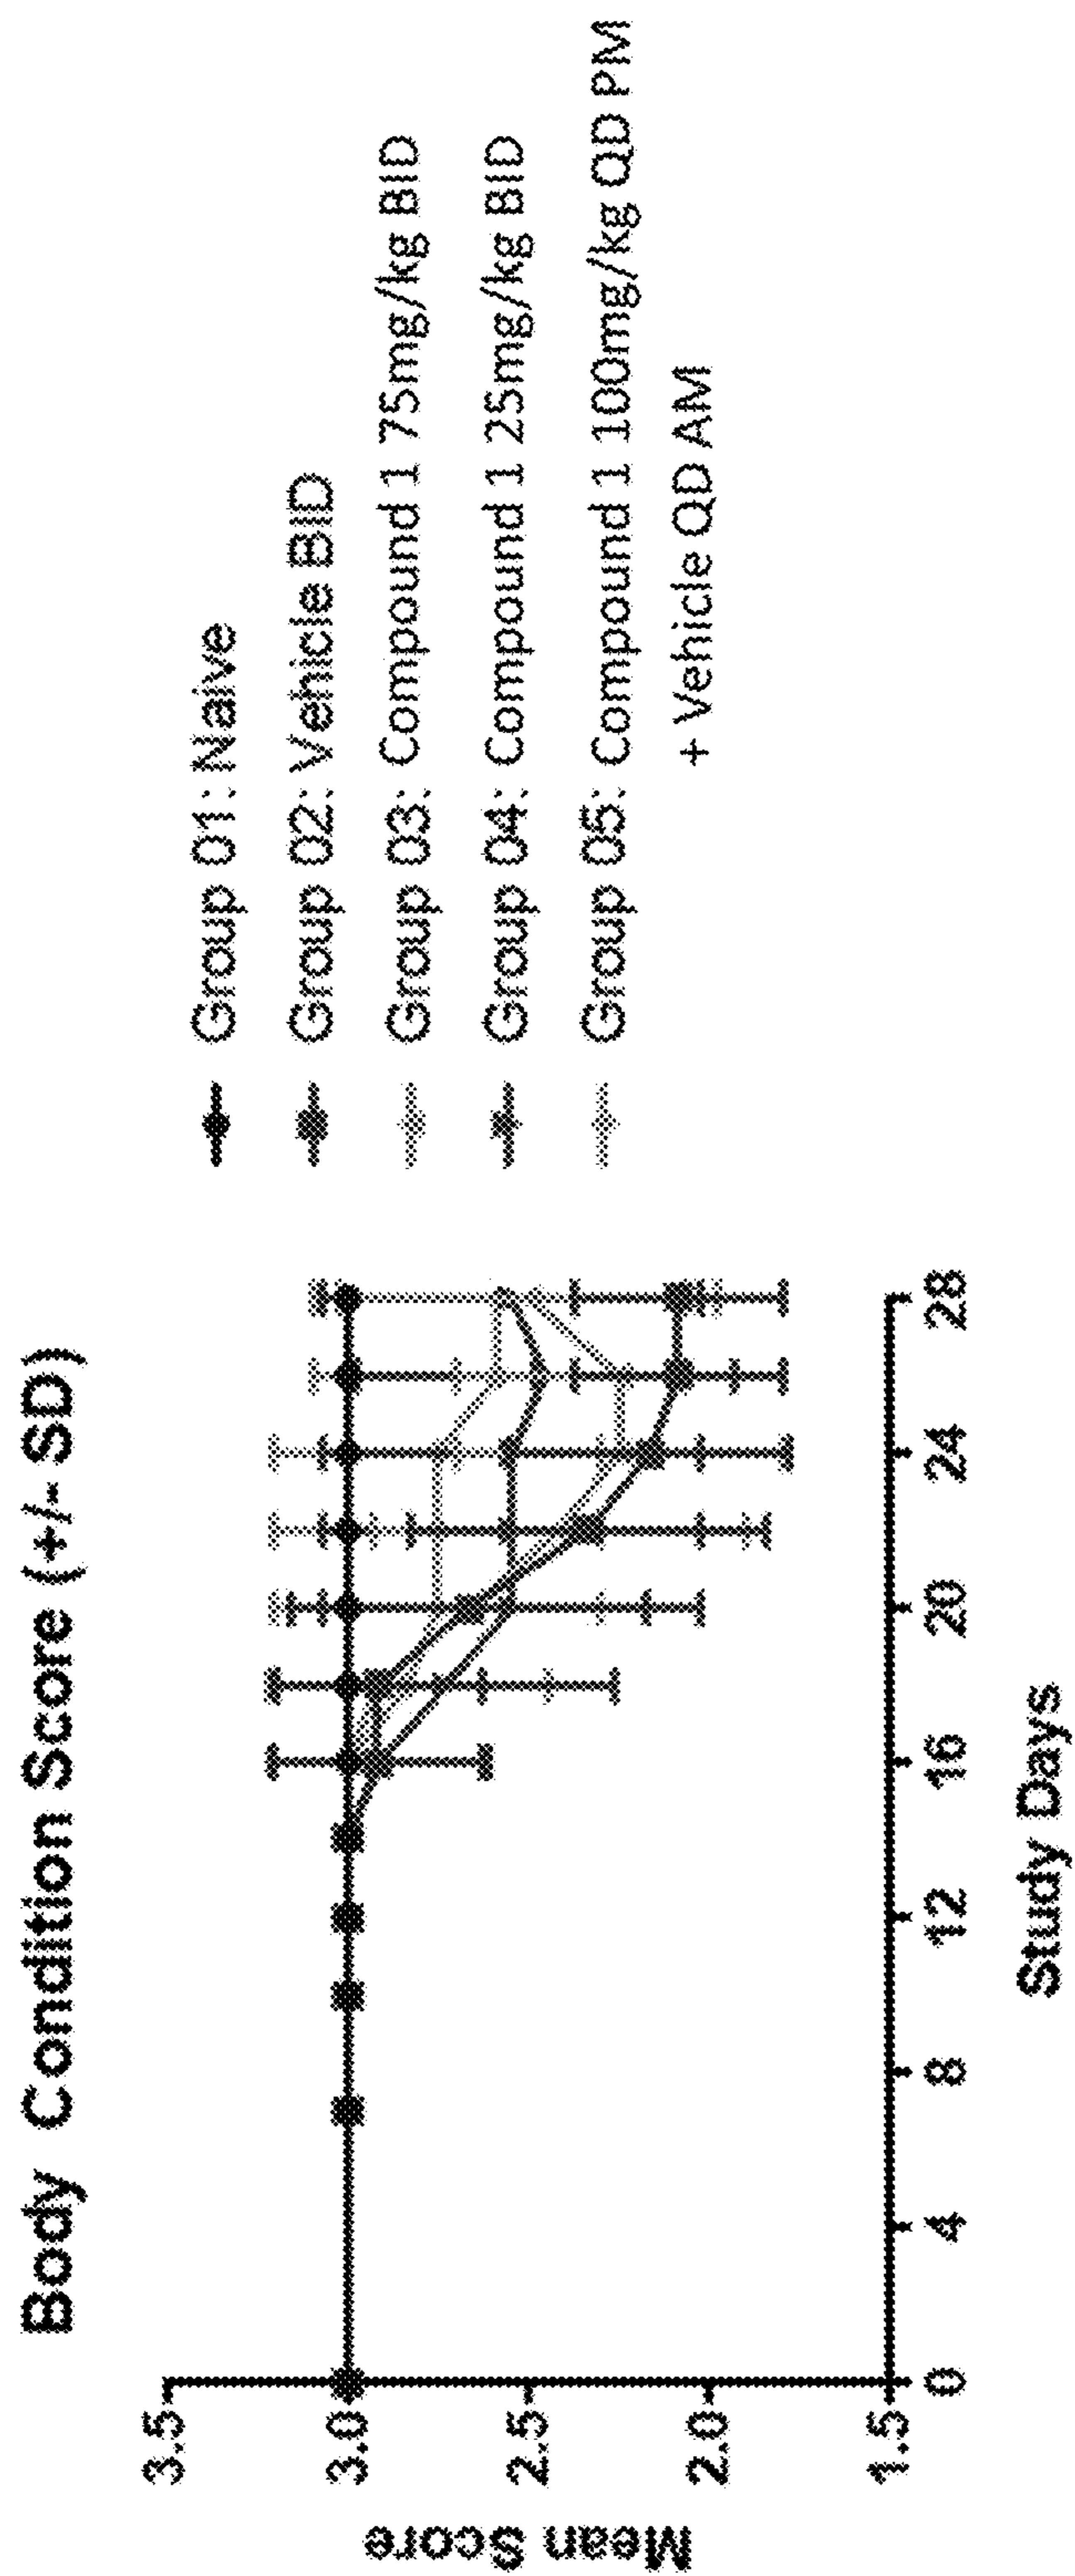 Body Condition Score (+/- SD)
Mean Score
3.5
3.0
2.5
2.0
1.5
0
4
8
12
16
20
24
28
Study Days
Group 01: Naive
Group 02: Vehicle BID
Group 03: Compound 1 75mg/kg BID
Group 04: Compound 1 25mg/kg BID
Group 05: Compound 1 100mg/kg QD PM
+ Vehicle QD AM